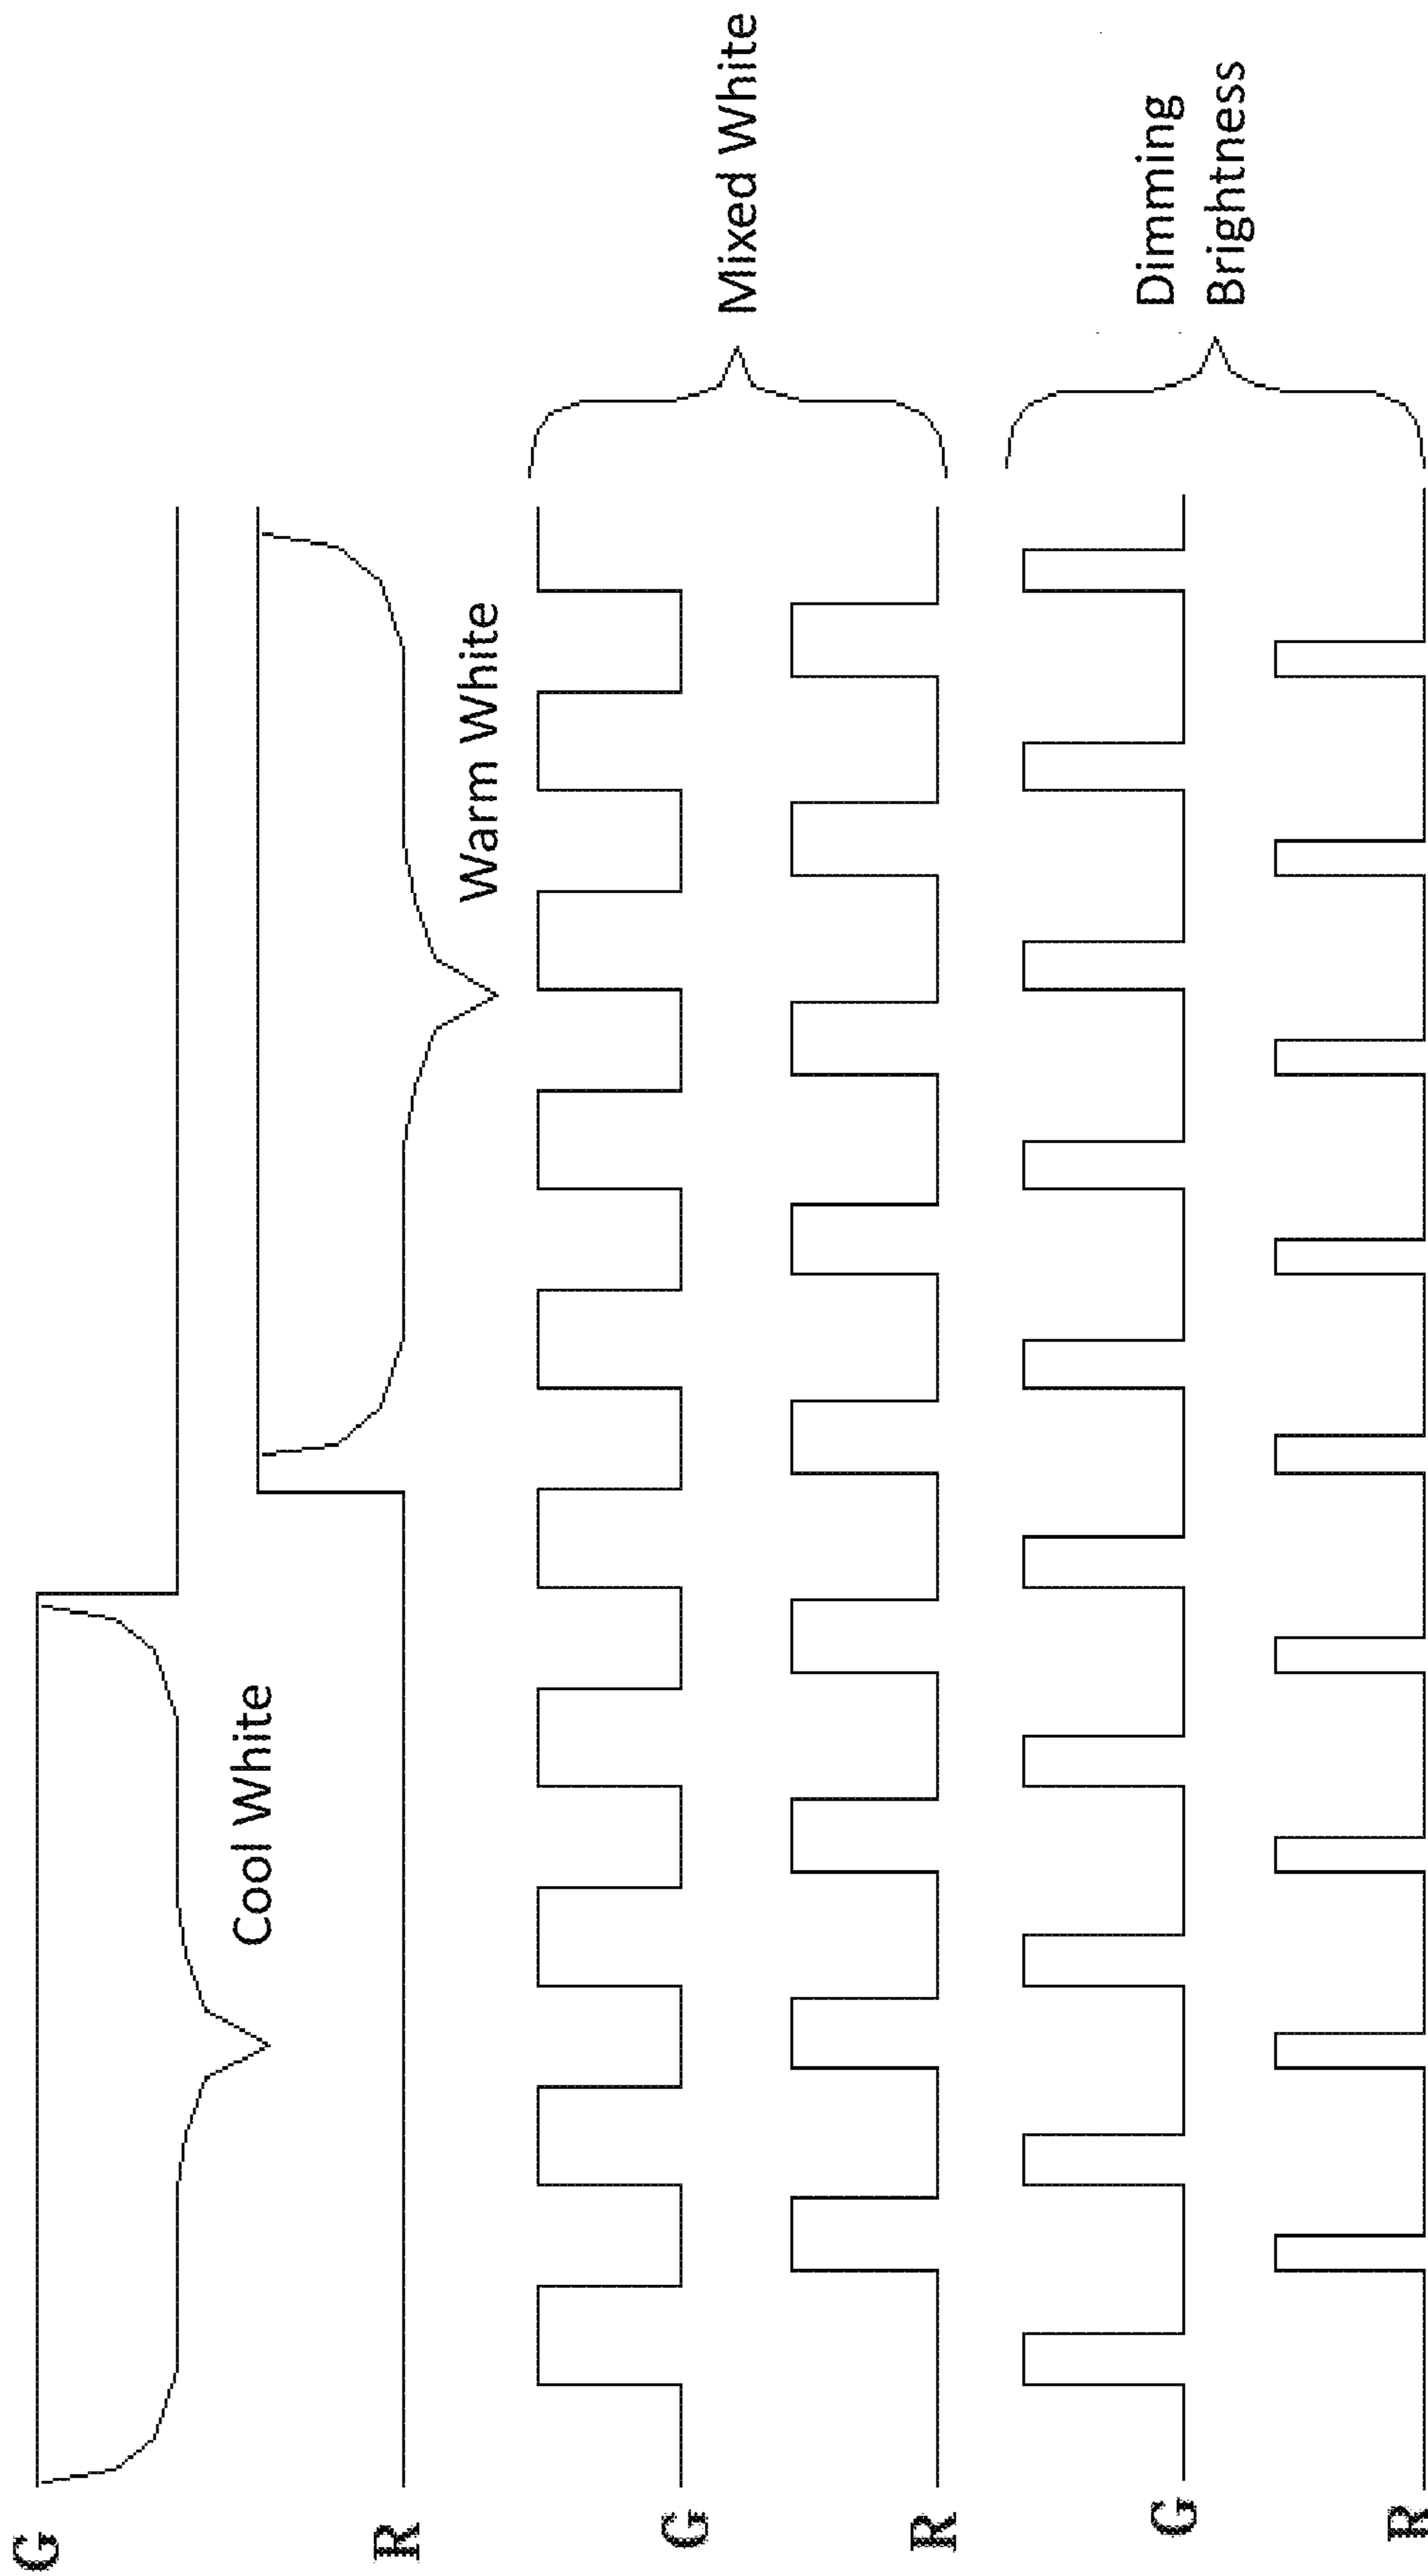 G
Cool White
R
Warm White
G
Mixed White
R
G
Dimming
Brightness
R